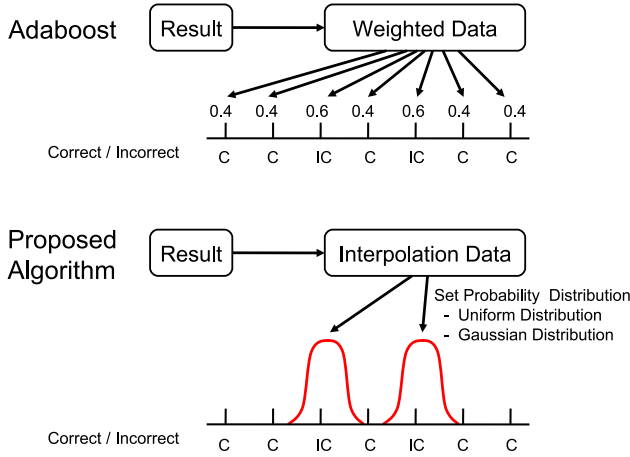 Adaboost
Result
Weighted Data
0.4 0.4 0.6 0.4 0.6 0.4 0.4
Correct / Incorrect
C C IC C IC C C
Proposed
Algorithm
Result
Interpolation Data
Set Probability Distribution
- Uniform Distribution
- Gaussian Distribution
Correct / Incorrect
C C IC C IC C C